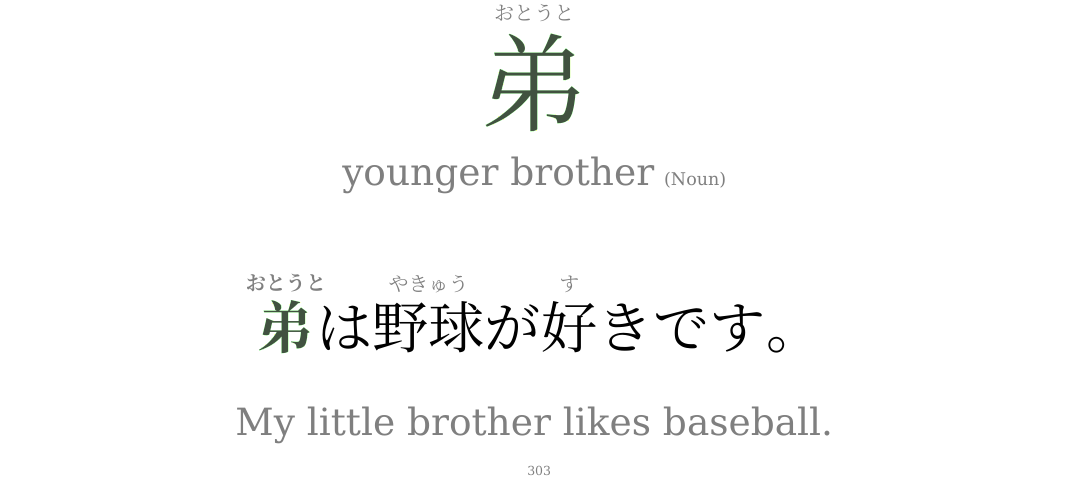 おとうと
弟
younger brother (Noun)
おとうと やきゅう す
弟は野球が好きです。
My little brother likes baseball.
303